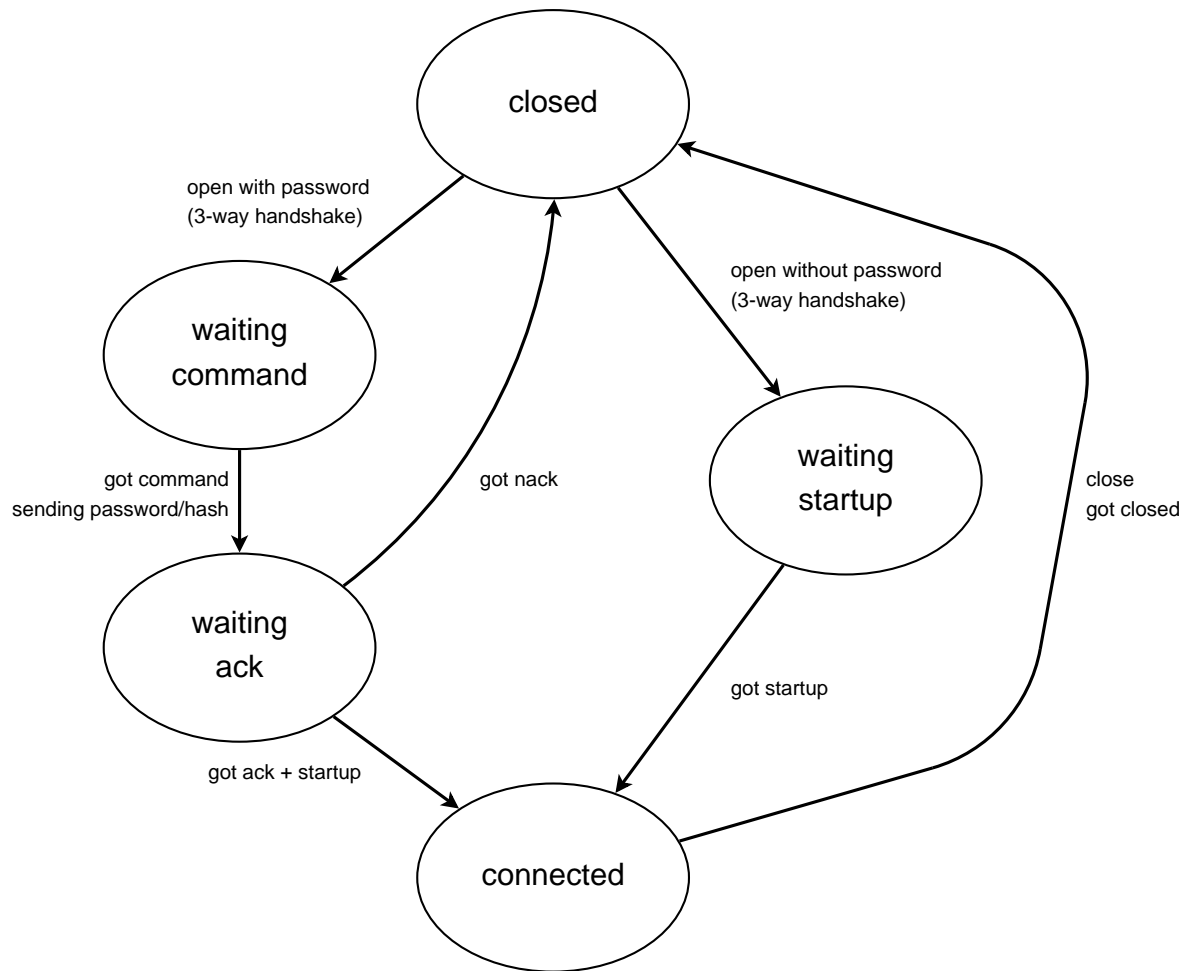 closed
open with password
(3-way handshake)
open without password
(3-way handshake)
waiting
command
waiting
startup
got command
sending password/hash
got nack
close
got closed
waiting
ack
got startup
got ack + startup
connected